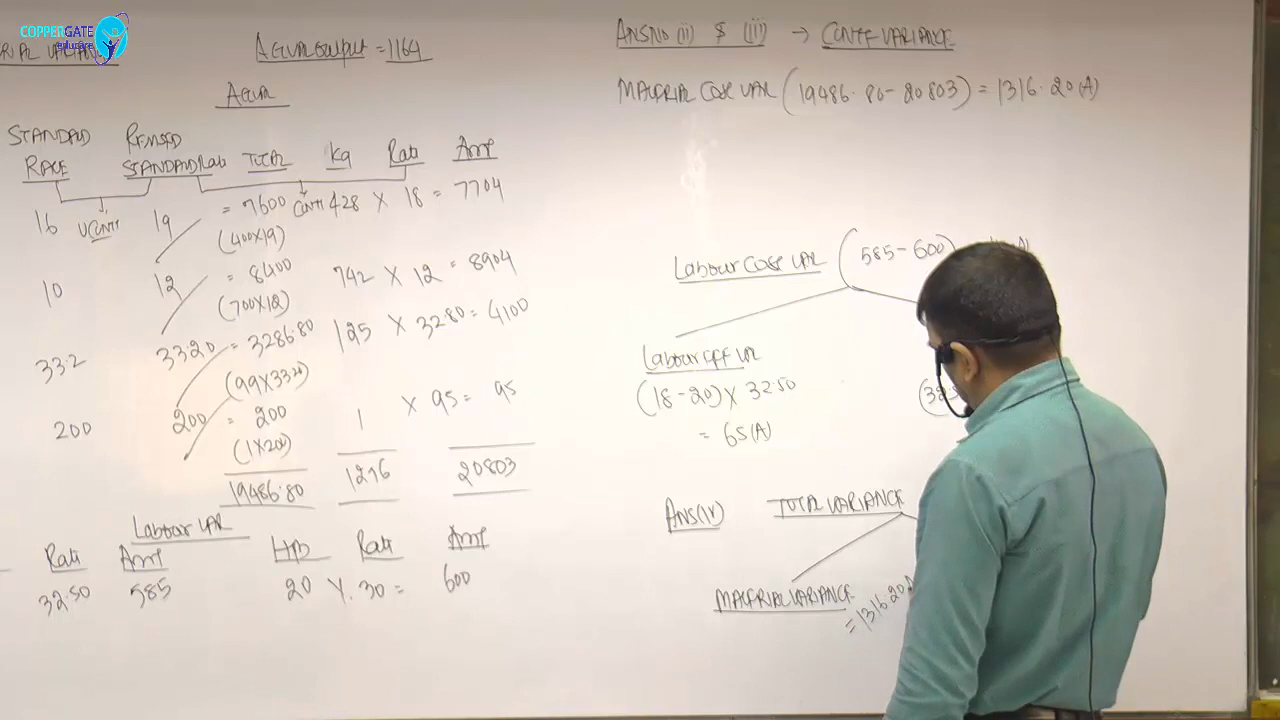 COPPERGATE
educare
ACTUAL OUTPUT = 1164
ACTUAL
STANDARD RATE
REVISED STANDARD Rate
TOTAL
Kg
Rate
Amt
16
19
= 7600
428 × 18 = 7704
(400×19)
10
12
= 8400
742 × 12 = 8904
(700×12)
33.2
33.20
= 3286.80
125 × 32.80 = 4100
(99×33.20)
200
200
= 200
1 × 95 = 95
(1×200)
19486.80
1296
20803
Labour VAR
Rate
Amt
Rate
Amt
32.50
585
20 × 30 =
600
ANS NO (ii) & (iii) →
VARIANCE
MATERIAL COST VAR (19486.80 - 20803) = 1316.20 (A)
Labour COST VAR (585 - 600)
Labour EFF VAR
(18 - 20) × 32.50
= 65 (A)
ANS (IV)
TOTAL VARIANCE
MATERIAL VARIANCE
= 1316.20